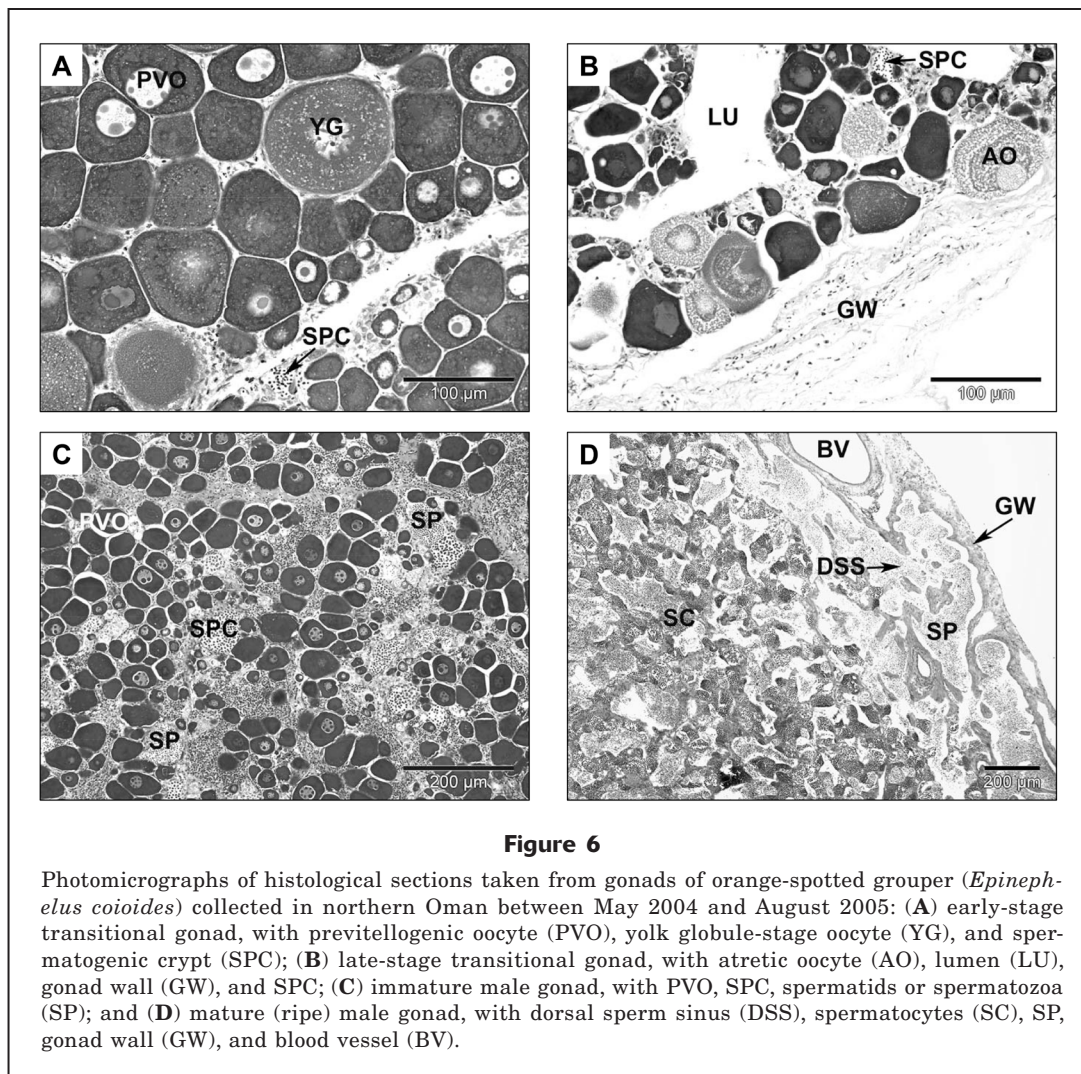 A
PVO
YG
SPC
100 µm
B
SPC
LU
AO
GW
100 µm
C
PVO
SP
SPC
SP
200 µm
D
BV
GW
DSS
SC
SP
200 µm
Figure 6
Photomicrographs of histological sections taken from gonads of orange-spotted grouper (Epineph-
elus coioides) collected in northern Oman between May 2004 and August 2005: (A) early-stage
transitional gonad, with previtellogenic oocyte (PVO), yolk globule-stage oocyte (YG), and sper-
matogenic crypt (SPC); (B) late-stage transitional gonad, with atretic oocyte (AO), lumen (LU),
gonad wall (GW), and SPC; (C) immature male gonad, with PVO, SPC, spermatids or spermatozoa
(SP); and (D) mature (ripe) male gonad, with dorsal sperm sinus (DSS), spermatocytes (SC), SP,
gonad wall (GW), and blood vessel (BV).